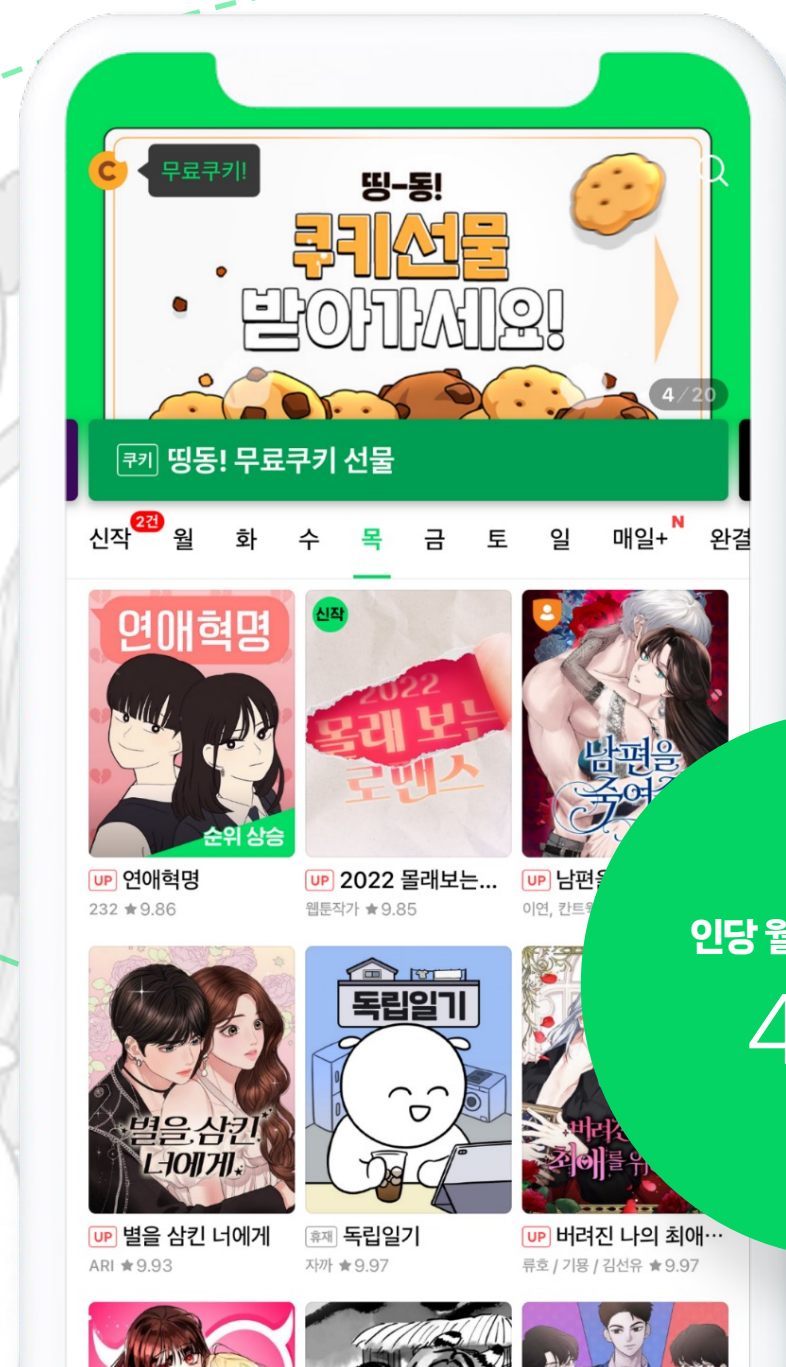 C 무료쿠키!
띵-동!
쿠키선물
받아가세요!
4/20
쿠키 띵동! 무료쿠키 선물
신작 2건 월 화 수 목 금 토 일 매일+ N 완결
연애혁명
순위 상승
신작
2022
몰래 보는
로맨스
남편을
UP 연애혁명
232 ★9.86
UP 2022 몰래보는...
웹툰작가 ★9.85
UP 남편을
이연, 칸트
인당 월
4
별을 삼킨
너에게
독립일기
최애를 위
UP 별을 삼킨 너에게
ARI ★9.93
휴재 독립일기
자까 ★9.97
UP 버려진 나의 최애…
류호 / 기묭 / 김선유 ★9.97